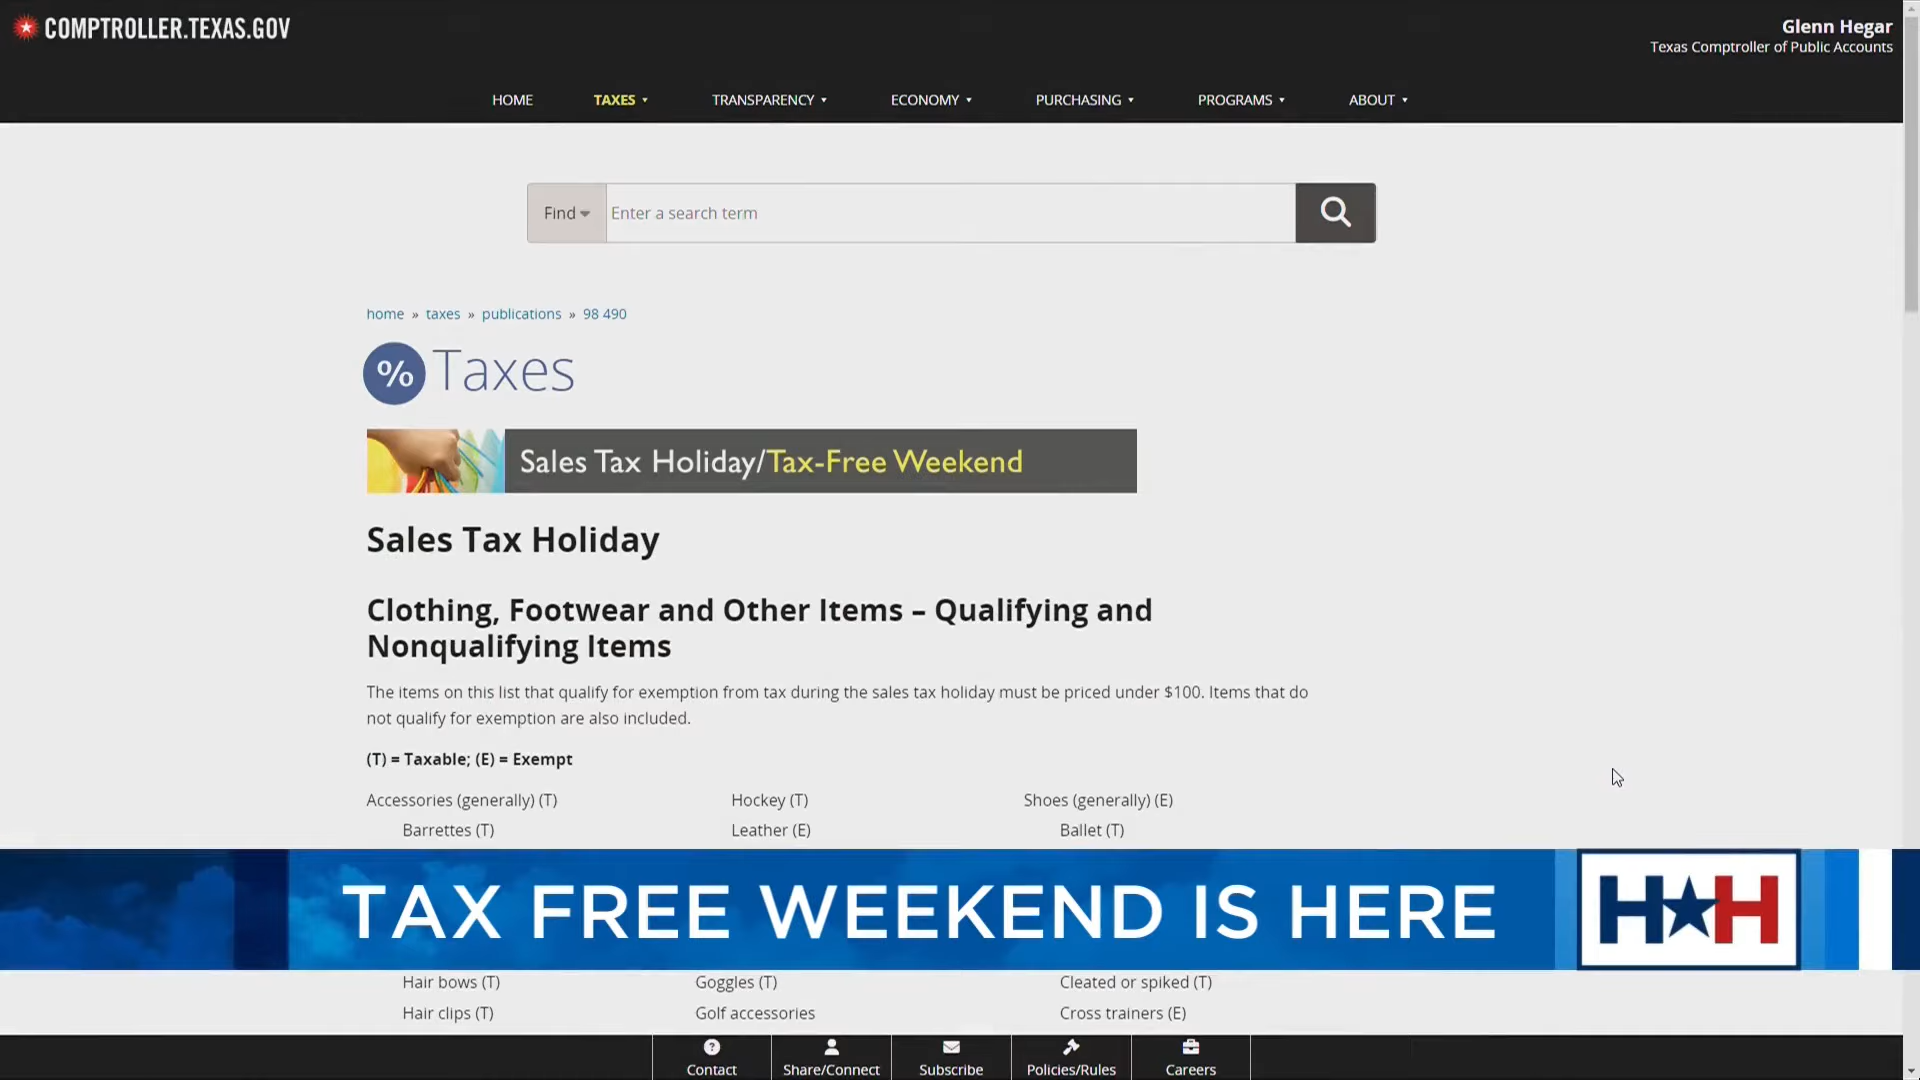 COMPTROLLER.TEXAS.GOV
Glenn Hegar
Texas Comptroller of Public Accounts
HOME TAXES TRANSPARENCY ECONOMY PURCHASING PROGRAMS ABOUT
Find Enter a search term
home » taxes » publications » 98 490
% Taxes
Sales Tax Holiday/Tax-Free Weekend
Sales Tax Holiday
Clothing, Footwear and Other Items – Qualifying and
Nonqualifying Items
The items on this list that qualify for exemption from tax during the sales tax holiday must be priced under $100. Items that do
not qualify for exemption are also included.
(T) = Taxable; (E) = Exempt
Accessories (generally) (T) Hockey (T) Shoes (generally) (E)
Barrettes (T) Leather (E) Ballet (T)
TAX FREE WEEKEND IS HERE
H★H
Hair bows (T) Goggles (T) Cleated or spiked (T)
Hair clips (T) Golf accessories Cross trainers (E)
Contact Share/Connect Subscribe Policies/Rules Careers